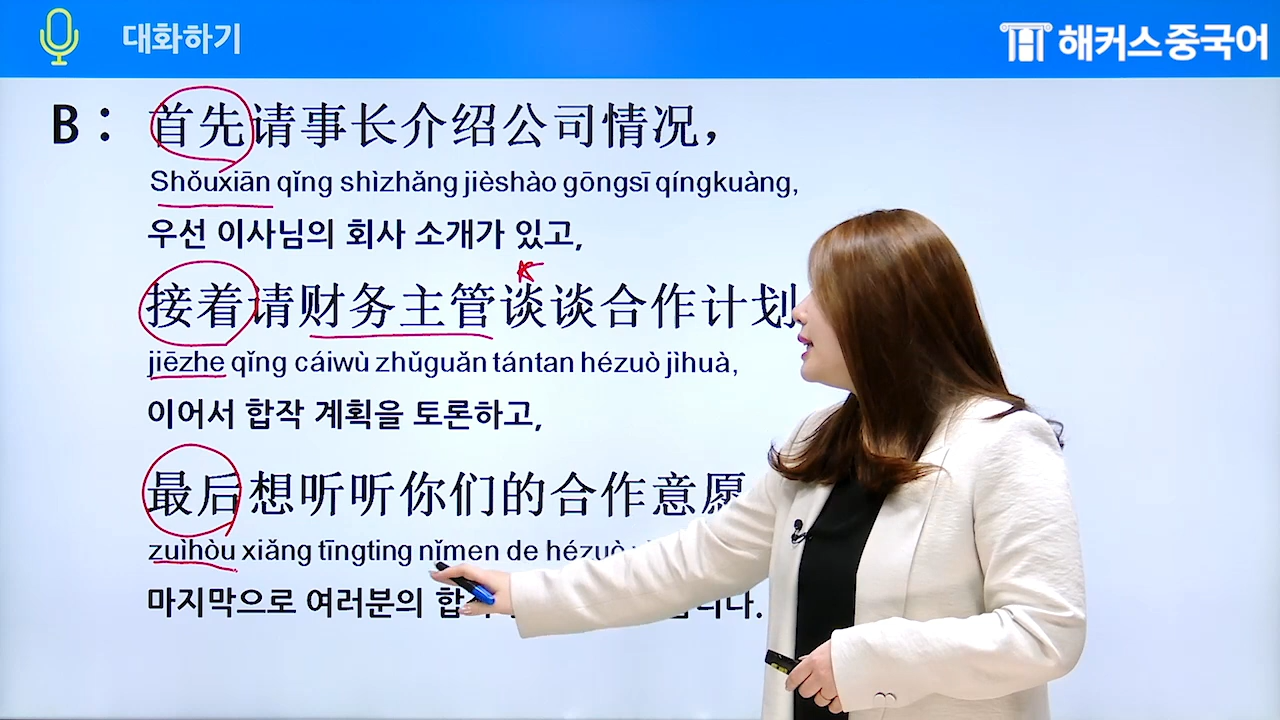 대화하기
해커스 중국어
B : 首先请事长介绍公司情况，
Shǒuxiān qǐng shìzhǎng jièshào gōngsī qíngkuàng,
우선 이사님의 회사 소개가 있고,
接着请财务主管谈谈合作计划
jiēzhe qǐng cáiwù zhǔguǎn tántan hézuò jìhuà,
이어서 합작 계획을 토론하고,
最后想听听你们的合作意愿
zuìhòu xiǎng tīngting nǐmen de hézuò
마지막으로 여러분의